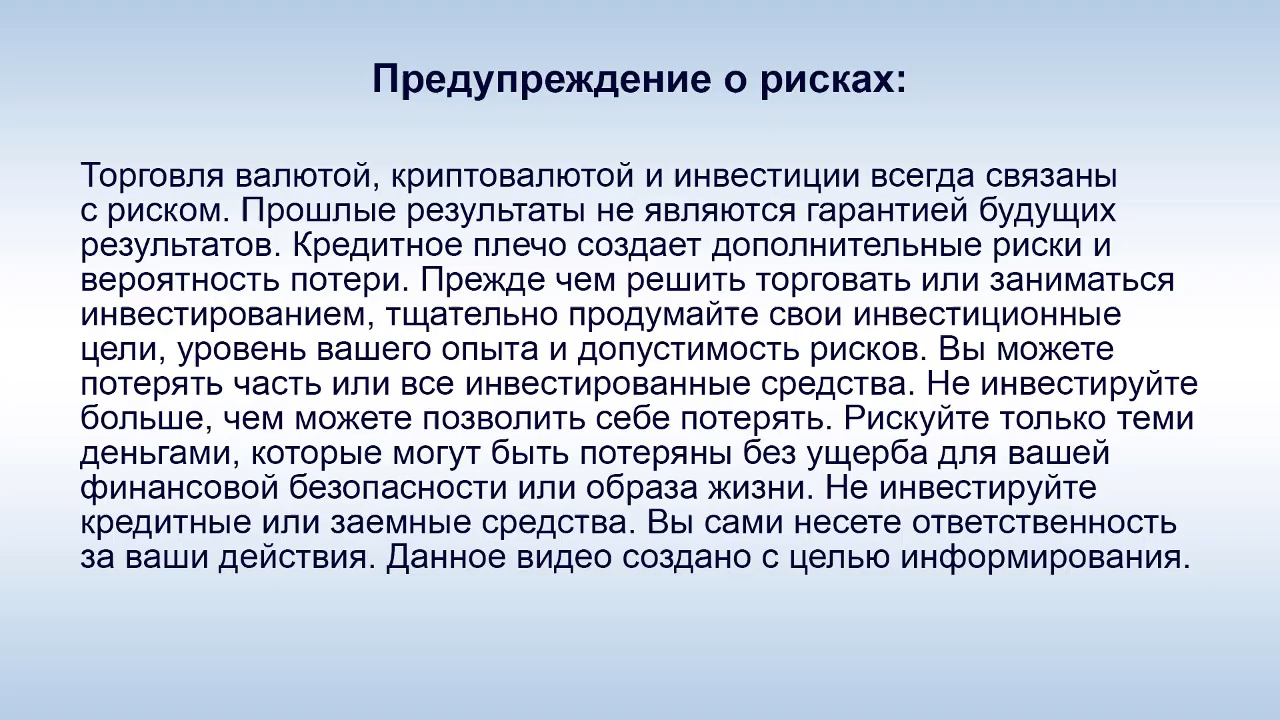 Предупреждение о рисках:
Торговля валютой, криптовалютой и инвестиции всегда связаны
с риском. Прошлые результаты не являются гарантией будущих
результатов. Кредитное плечо создает дополнительные риски и
вероятность потери. Прежде чем решить торговать или заниматься
инвестированием, тщательно продумайте свои инвестиционные
цели, уровень вашего опыта и допустимость рисков. Вы можете
потерять часть или все инвестированные средства. Не инвестируйте
больше, чем можете позволить себе потерять. Рискуйте только теми
деньгами, которые могут быть потеряны без ущерба для вашей
финансовой безопасности или образа жизни. Не инвестируйте
кредитные или заемные средства. Вы сами несете ответственность
за ваши действия. Данное видео создано с целью информирования.